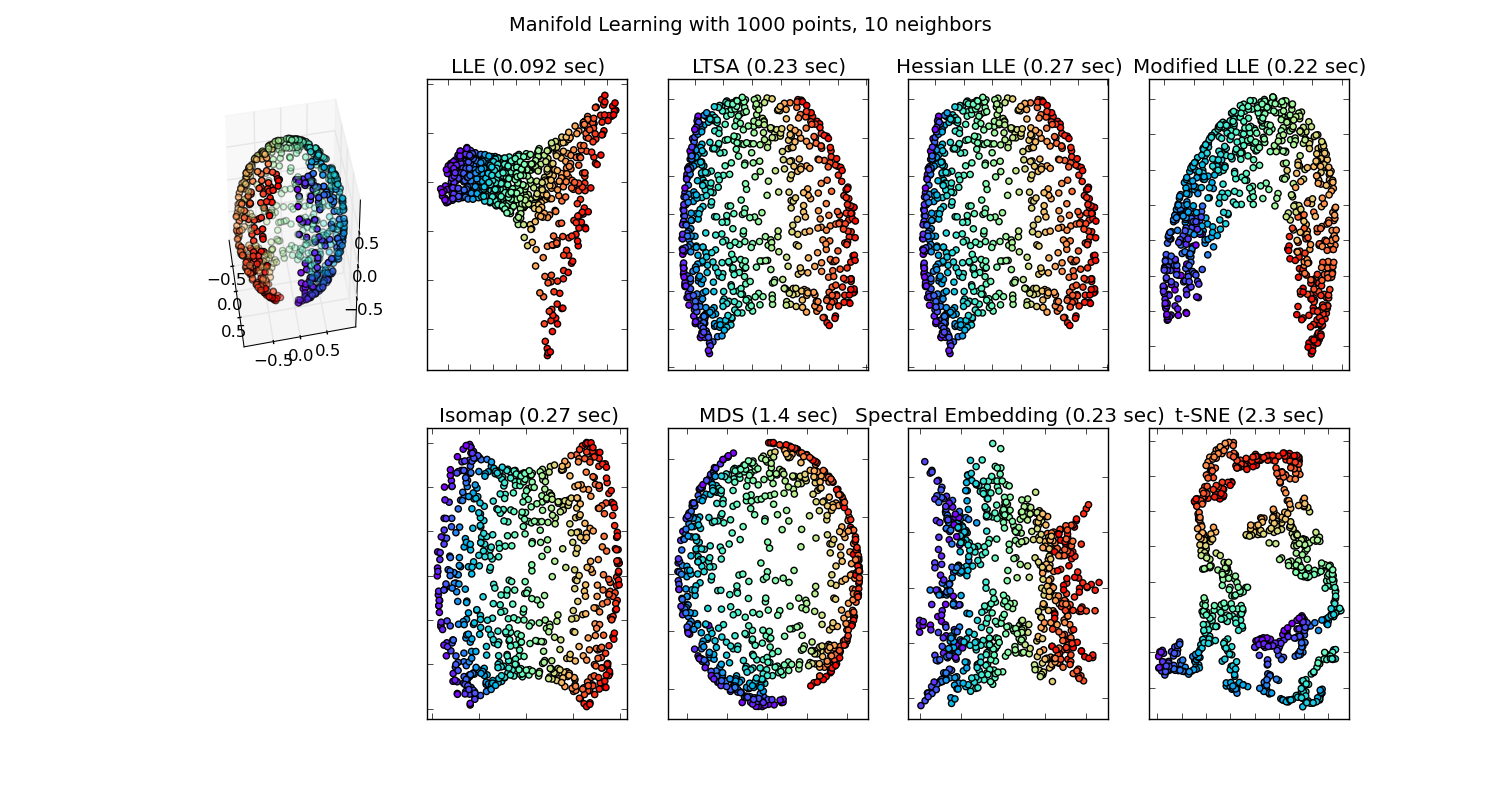 Manifold Learning with 1000 points, 10 neighbors
LLE (0.092 sec)
LTSA (0.23 sec)
Hessian LLE (0.27 sec)
Modified LLE (0.22 sec)
0.5
0.0
−0.5
−0.5
0.0
0.5
−0.5
0.0
0.5
Isomap (0.27 sec)
MDS (1.4 sec)
Spectral Embedding (0.23 sec)
t-SNE (2.3 sec)